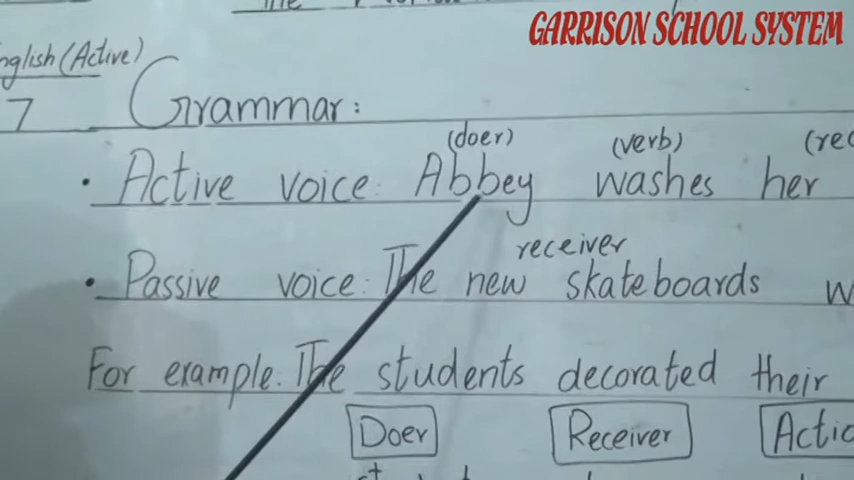 GARRISON SCHOOL SYSTEM
(Active)
7
Grammar:
(doer) (verb)
• Active voice: Abbey washes her
receiver
• Passive voice: The new skateboards
For example: The students decorated their
Doer Receiver